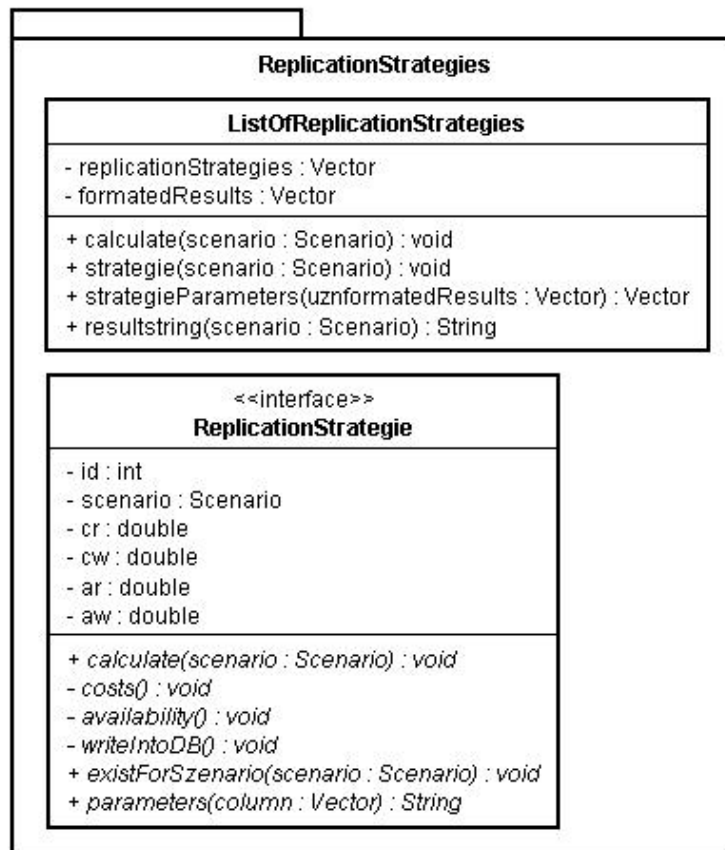 ReplicationStrategies
ListOfReplicationStrategies
- replicationStrategies : Vector
- formatedResults : Vector
+ calculate(scenario : Scenario) : void
+ strategie(scenario : Scenario) : void
+ strategieParameters(uznformatedResults : Vector) : Vector
+ resultstring(scenario : Scenario) : String
<<interface>>
ReplicationStrategie
- id : int
- scenario : Scenario
- cr : double
- cw : double
- ar : double
- aw : double
+ calculate(scenario : Scenario) : void
- costs() : void
- availability() : void
- writeIntoDB() : void
+ existForSzenario(scenario : Scenario) : void
+ parameters(column : Vector) : String